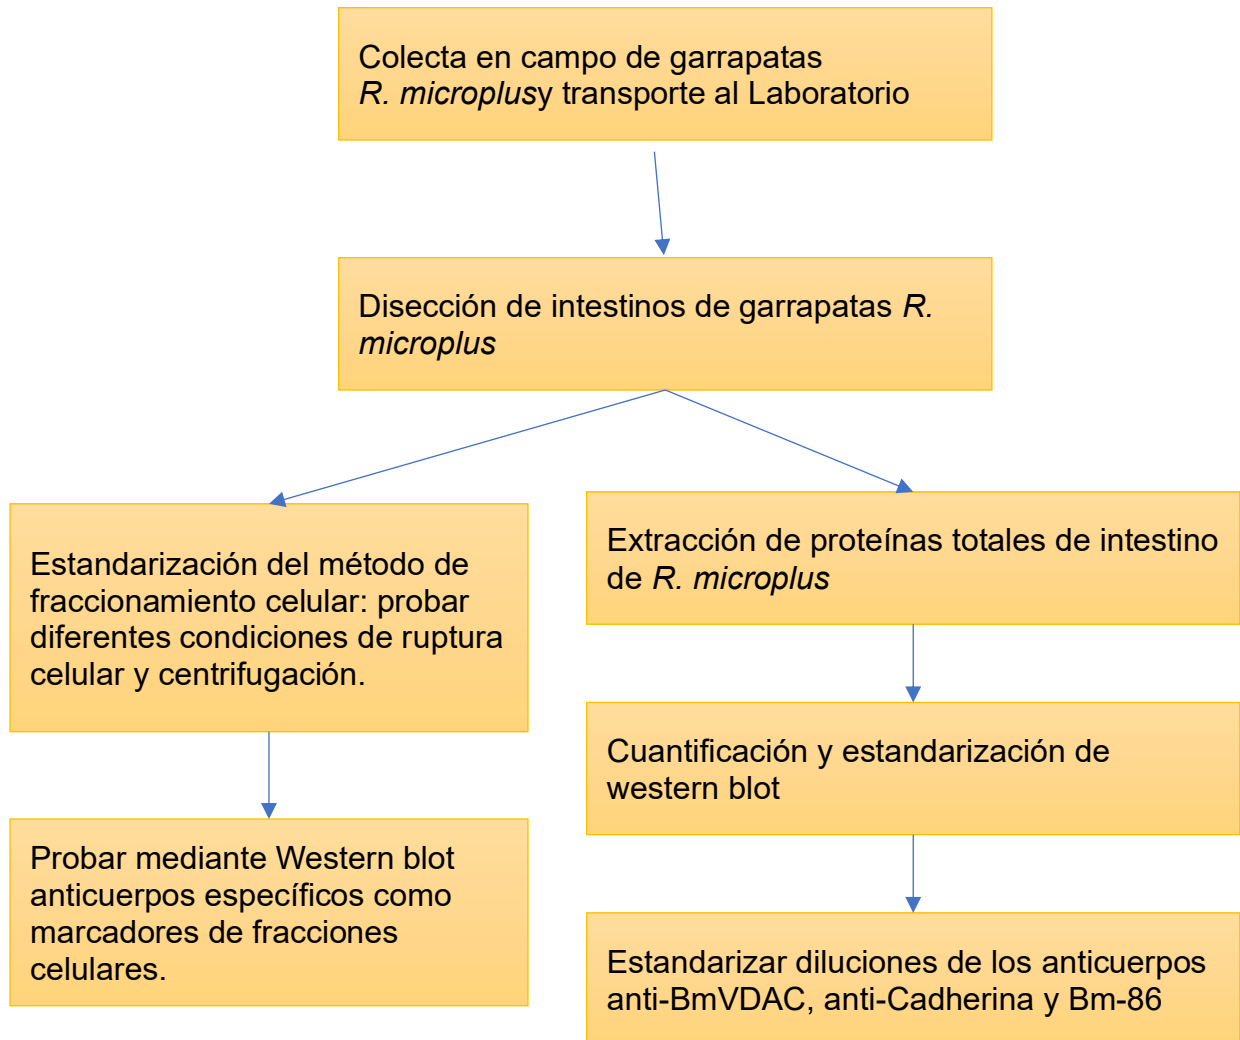 Colecta en campo de garrapatas
R. microplusy transporte al Laboratorio
Disección de intestinos de garrapatas R.
microplus
Estandarización del método de
fraccionamiento celular: probar
diferentes condiciones de ruptura
celular y centrifugación.
Probar mediante Western blot
anticuerpos específicos como
marcadores de fracciones
celulares.
Extracción de proteínas totales de intestino
de R. microplus
Cuantificación y estandarización de
western blot
Estandarizar diluciones de los anticuerpos
anti-BmVDAC, anti-Cadherina y Bm-86